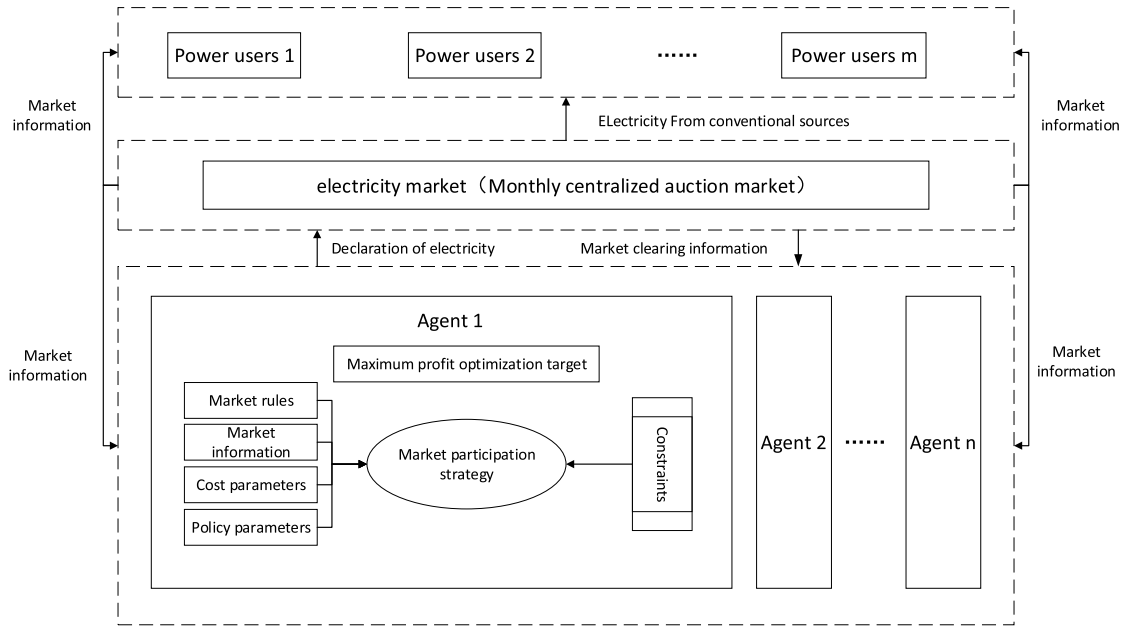 Power users 1
Power users 2
……
Power users m
Market
information
Market
information
ELectricity From conventional sources
electricity market（Monthly centralized auction market）
Declaration of electricity
Market clearing information
Agent 1
Maximum profit optimization target
Market
information
Market
information
Market rules
Market
information
Cost parameters
Policy parameters
Market participation
strategy
Constraints
Agent 2
……
Agent n